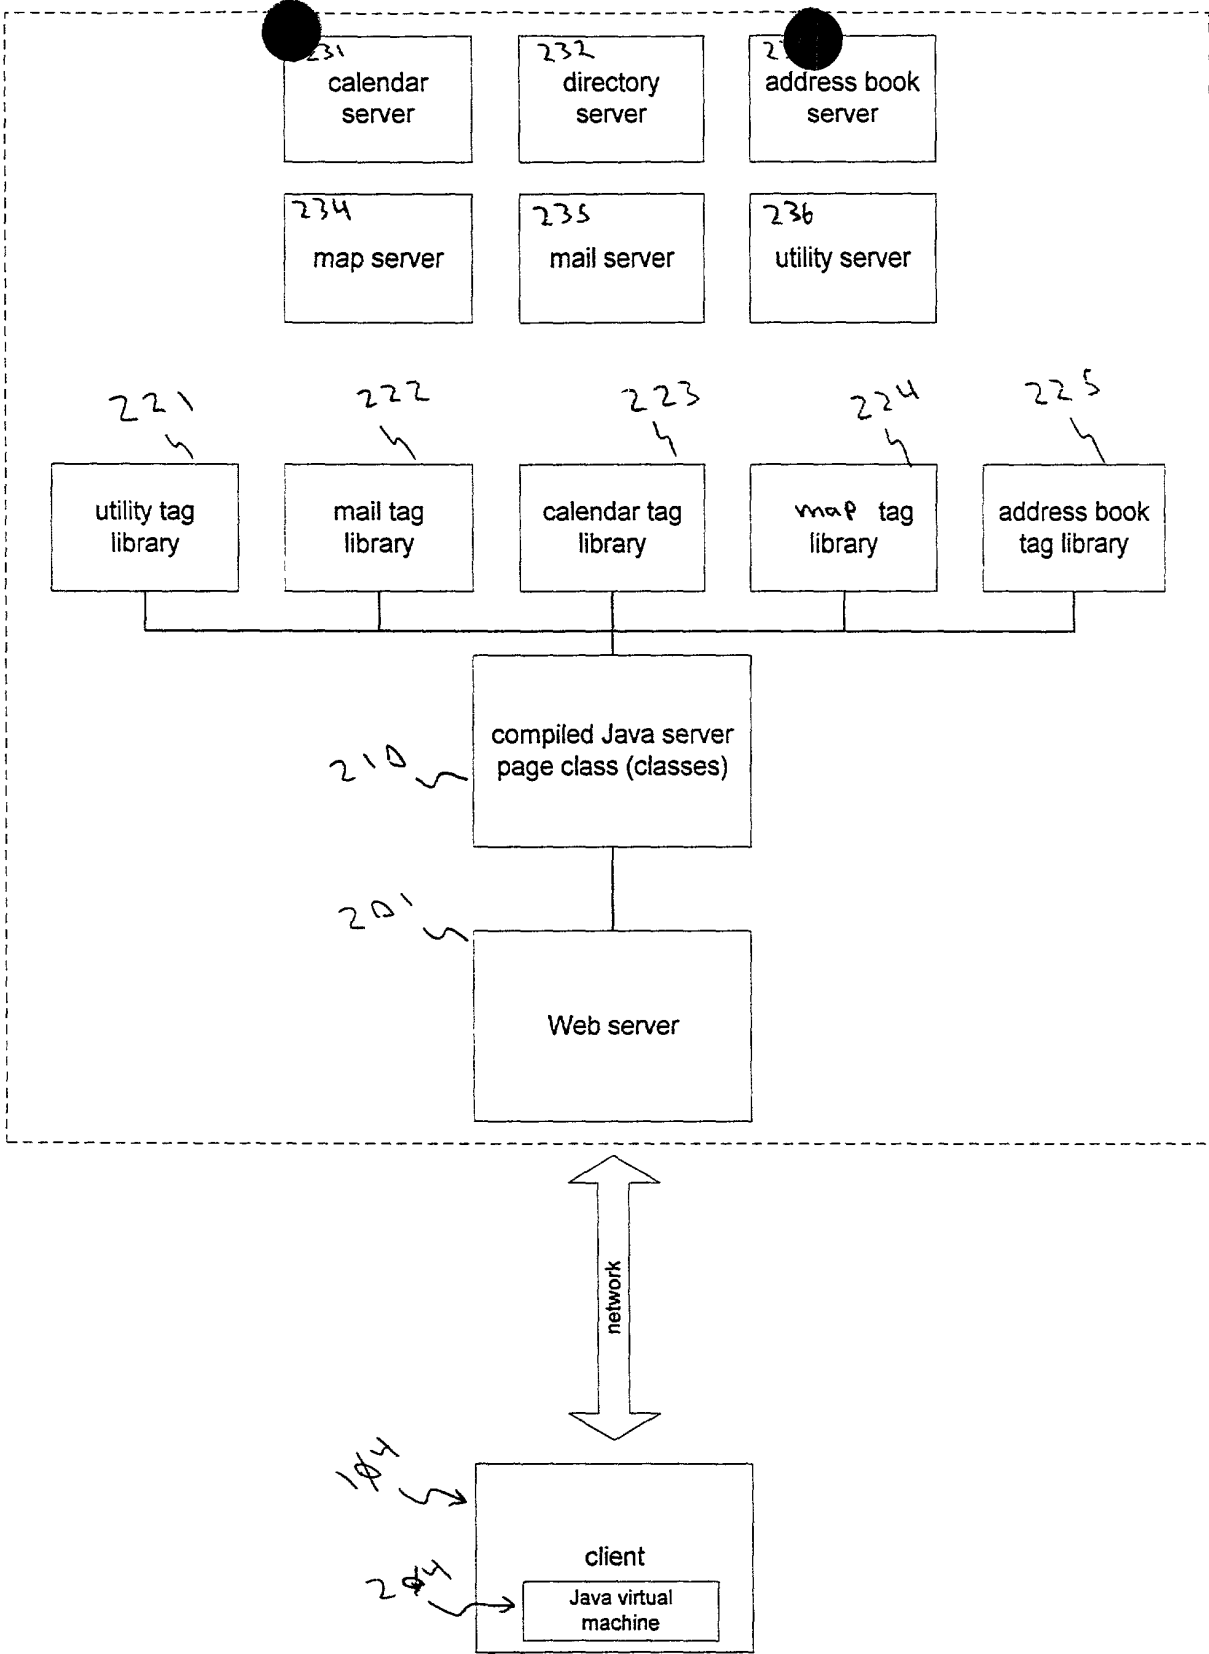 231
calendar
server
232
directory
server
address book
server
234
map server
235
mail server
236
utility server
221
222
223
224
225
utility tag
library
mail tag
library
calendar tag
library
map tag
library
address book
tag library
210
compiled Java server
page class (classes)
201
Web server
network
104
client
204
Java virtual
machine